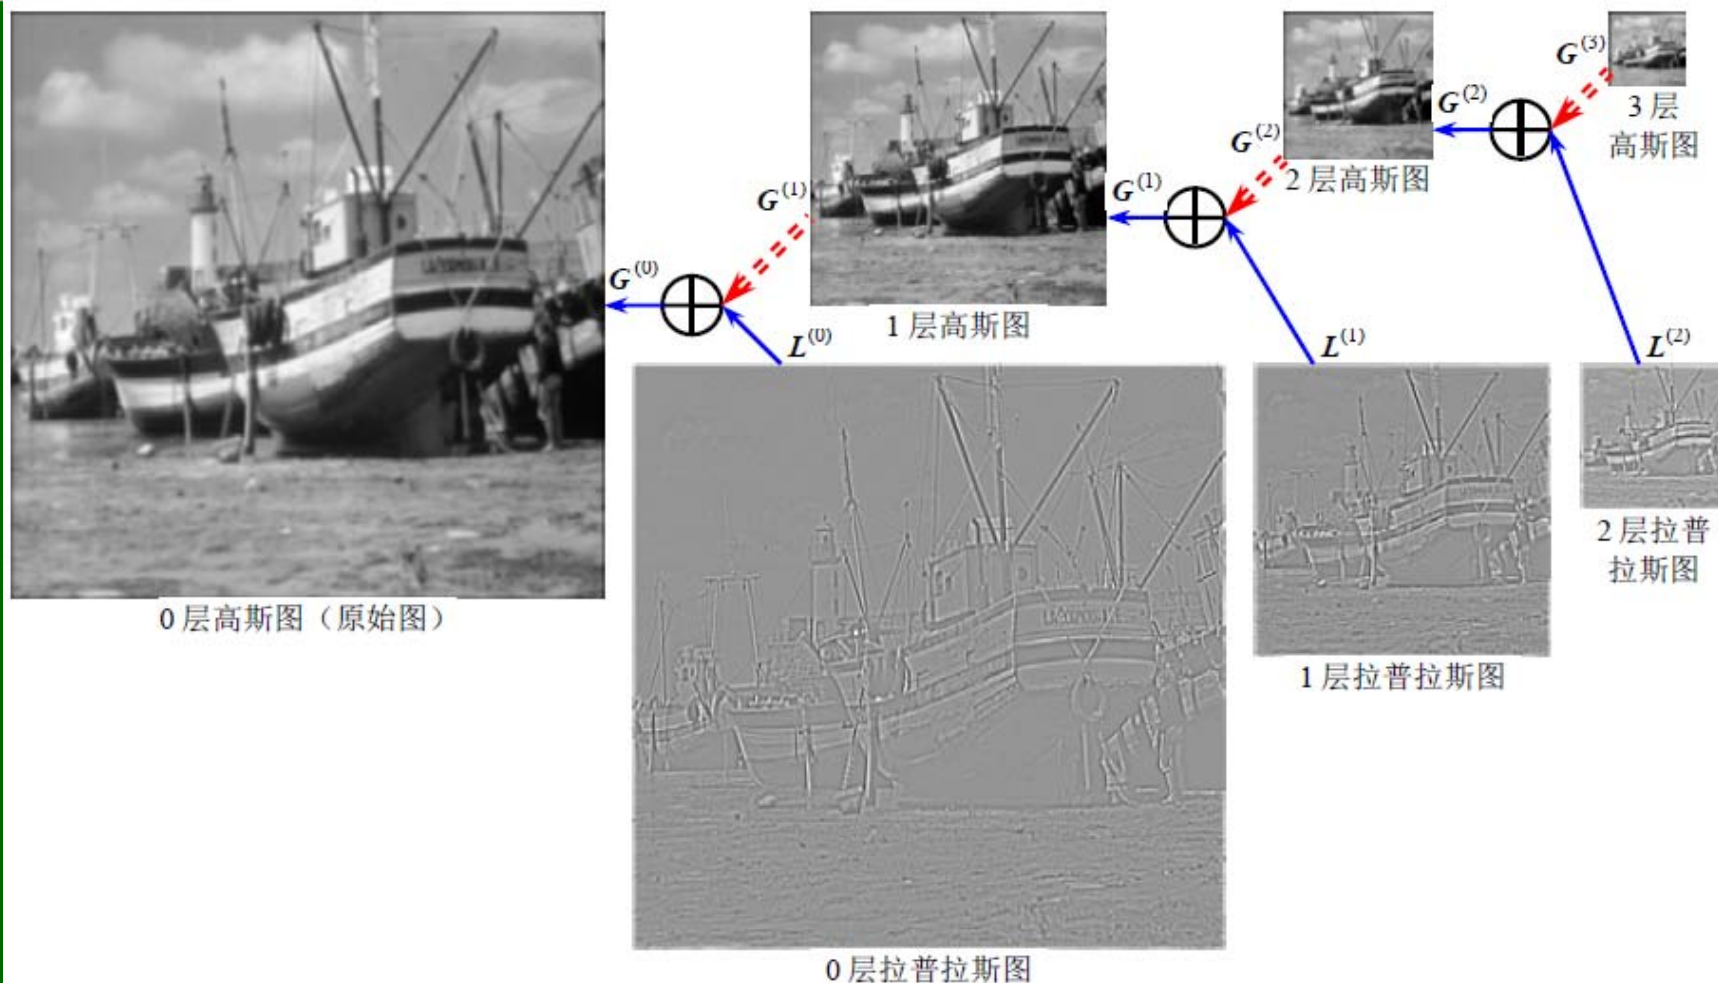 G(3)
G(2)
3 层
高斯图
G(2)
2 层高斯图
G(1)
G(1)
G(0)
1 层高斯图
L(0)
L(1)
L(2)
0 层高斯图（原始图）
2 层拉普
拉斯图
1 层拉普拉斯图
0 层拉普拉斯图